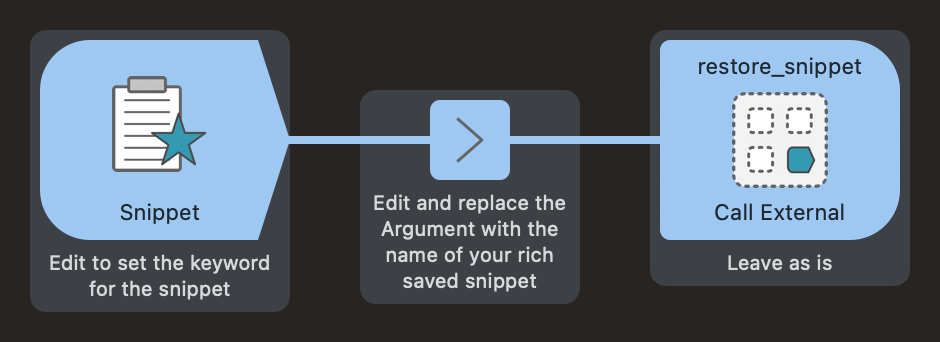 Snippet
Edit to set the keyword
for the snippet
Edit and replace the
Argument with the
name of your rich
saved snippet
restore_snippet
Call External
Leave as is